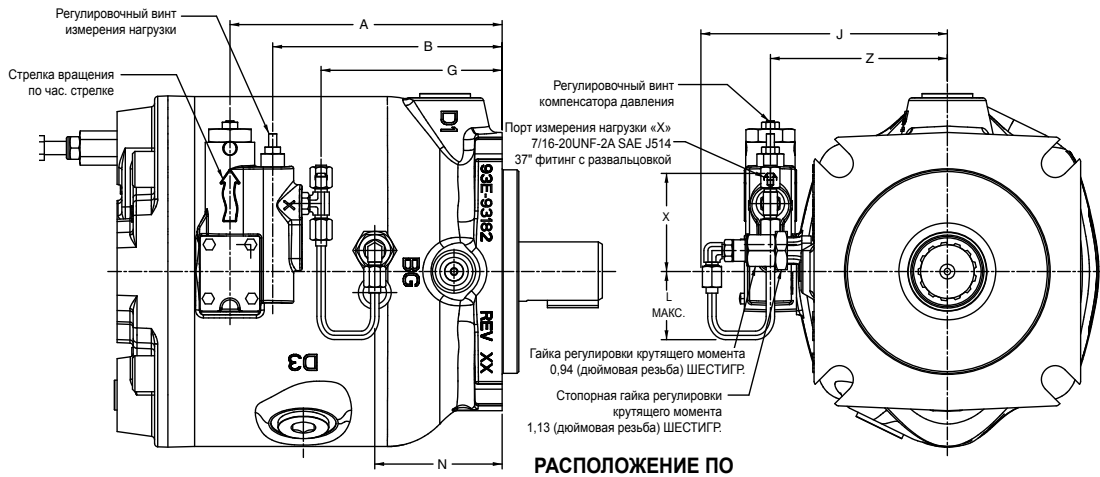 Регулировочный винт
измерения нагрузки
A
B
G
Стрелка вращения
по час. стрелке
J
Z
Регулировочный винт
компенсатора давления
Порт измерения нагрузки «X»
7/16-20UNF-2A SAE J514
37" фитинг с развальцовкой
D1
93E-93182
X
BG
REV XX
D3
X
L
МАКС.
Гайка регулировки крутящего момента
0,94 (дюймовая резьба) ШЕСТИГР.
Стопорная гайка регулировки
крутящего момента
1,13 (дюймовая резьба) ШЕСТИГР.
N
РАСПОЛОЖЕНИЕ ПО